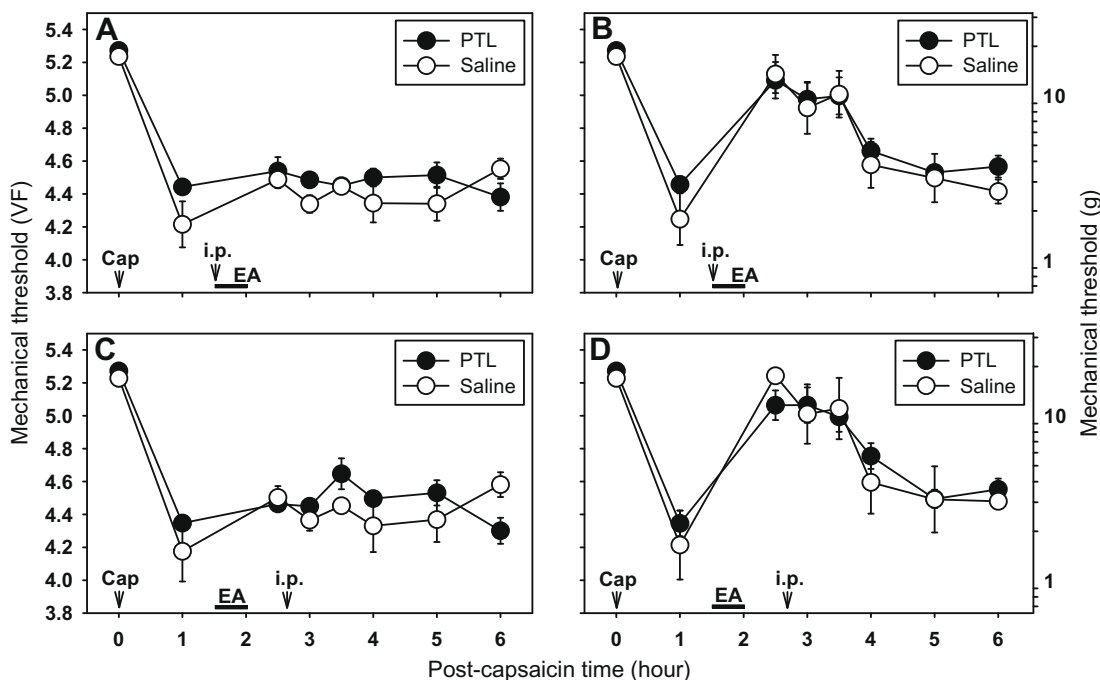 Mechanical threshold (VF)
Mechanical threshold (g)
Post-capsaicin time (hour)
A
PTL
Saline
5.4
5.2
5.0
4.8
4.6
4.4
4.2
4.0
3.8
Cap
i.p.
EA
B
PTL
Saline
10
1
Cap
i.p.
EA
C
PTL
Saline
5.4
5.2
5.0
4.8
4.6
4.4
4.2
4.0
3.8
Cap
EA
i.p.
0 1 2 3 4 5 6
D
PTL
Saline
10
1
Cap
EA
i.p.
0 1 2 3 4 5 6